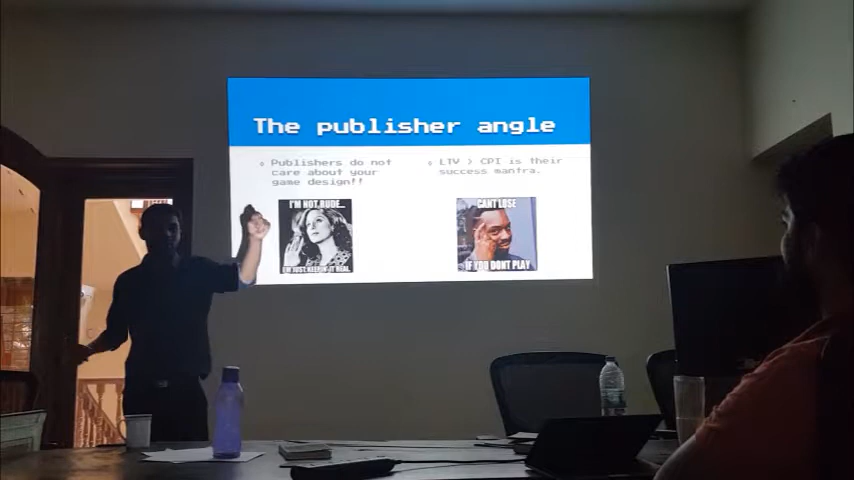 The publisher angle
Publishers do not
care about your
game design!!
LTV > CPI is their
success mantra.
I'M NOT RUDE...
I'M JUST KEEPIN' IT REAL
CANT LOSE
IF YOU DONT PLAY